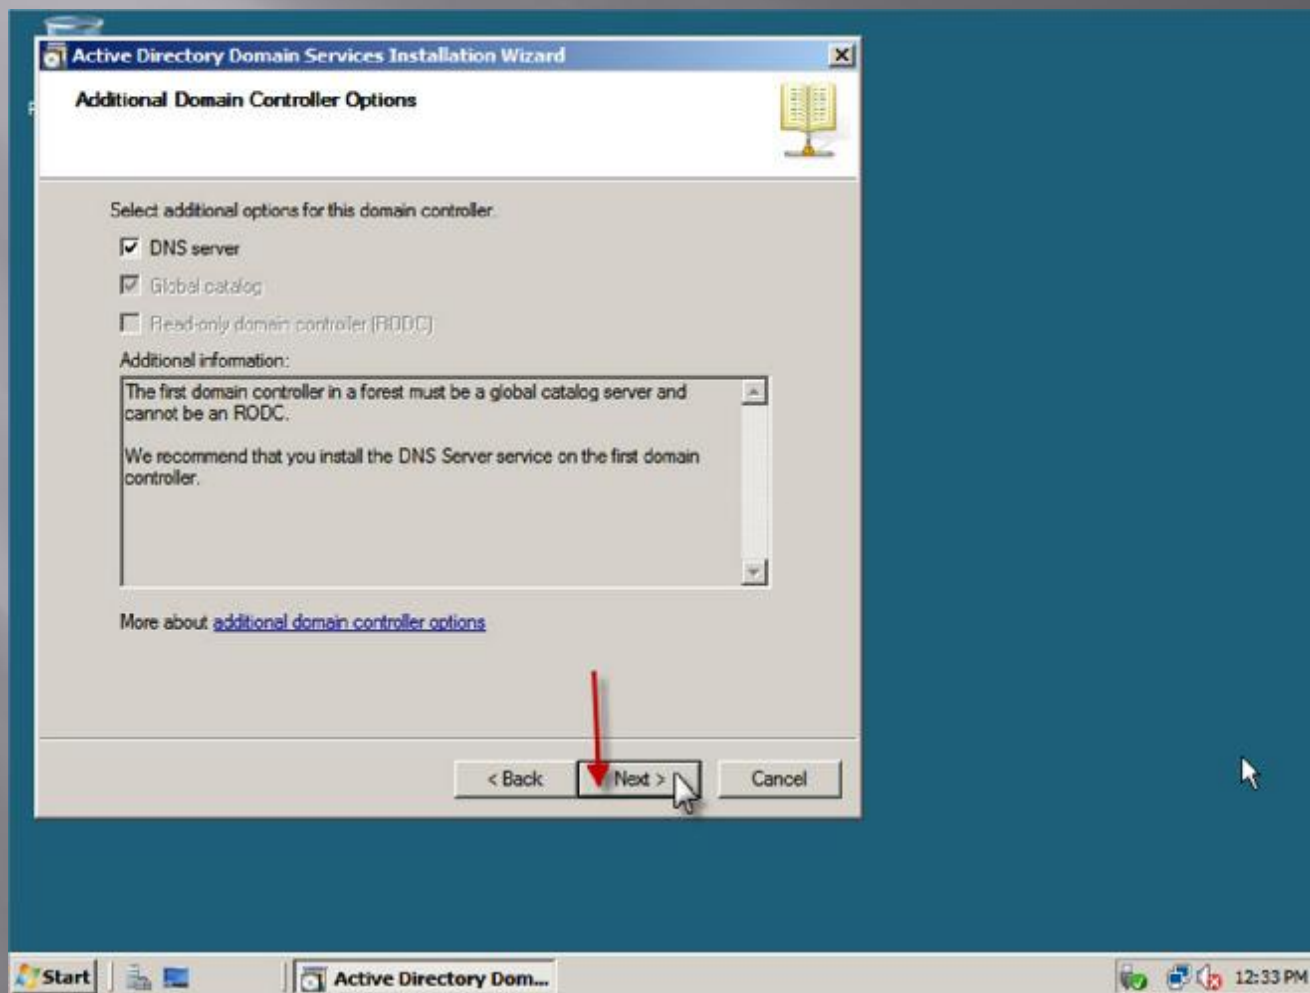 Active Directory Domain Services Installation Wizard
Additional Domain Controller Options
Select additional options for this domain controller.
DNS server
Global catalog
Read-only domain controller (RODC)
Additional information:
The first domain controller in a forest must be a global catalog server and
cannot be an RODC.
We recommend that you install the DNS Server service on the first domain
controller.
More about additional domain controller options
< Back
Next >
Cancel
Start
Active Directory Dom...
12:33 PM